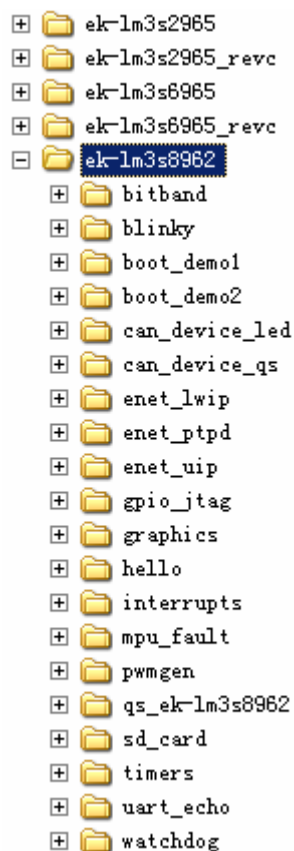 ek-lm3s2965
ek-lm3s2965_revc
ek-lm3s6965
ek-lm3s6965_revc
ek-lm3s8962
bitband
blinky
boot_demo1
boot_demo2
can_device_led
can_device_qs
enet_lwip
enet_ptpd
enet_uip
gpio_jtag
graphics
hello
interrupts
mpu_fault
pwmgen
qs_ek-lm3s8962
sd_card
timers
uart_echo
watchdog